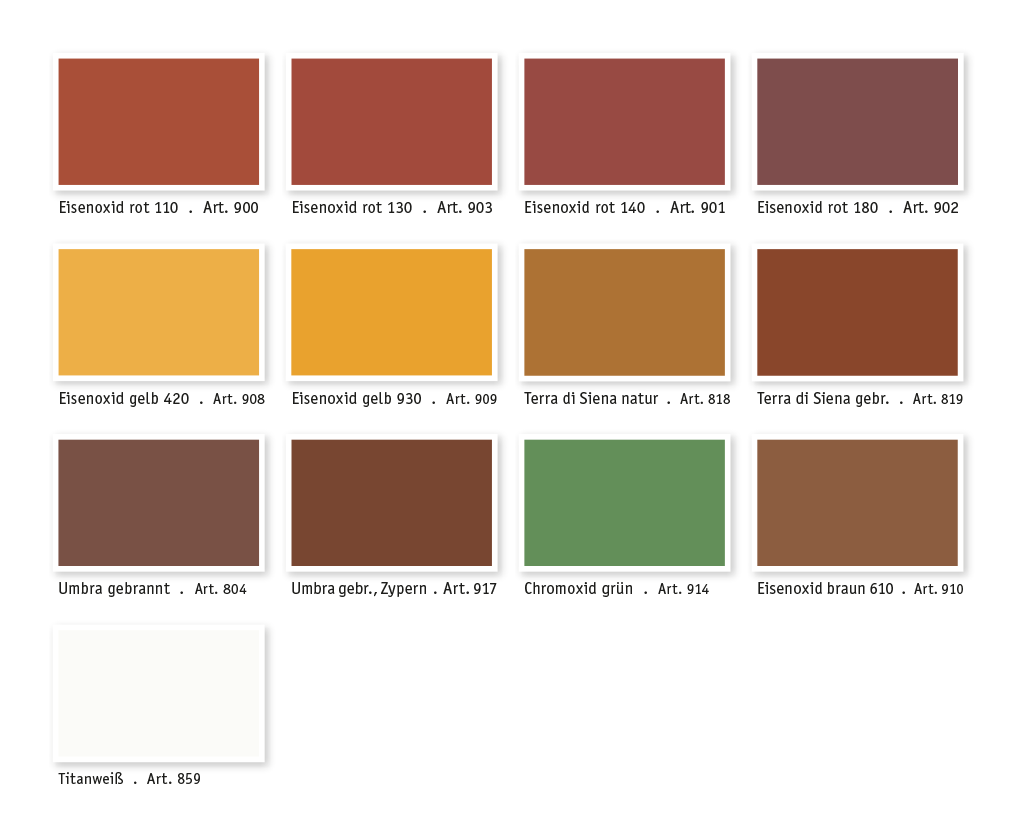 Eisenoxid rot 110 . Art. 900
Eisenoxid rot 130 . Art. 903
Eisenoxid rot 140 . Art. 901
Eisenoxid rot 180 . Art. 902
Eisenoxid gelb 420 . Art. 908
Eisenoxid gelb 930 . Art. 909
Terra di Siena natur . Art. 818
Terra di Siena gebr. . Art. 819
Umbra gebrannt . Art. 804
Umbra gebr., Zypern . Art. 917
Chromoxid grün . Art. 914
Eisenoxid braun 610 . Art. 910
Titanweiß . Art. 859